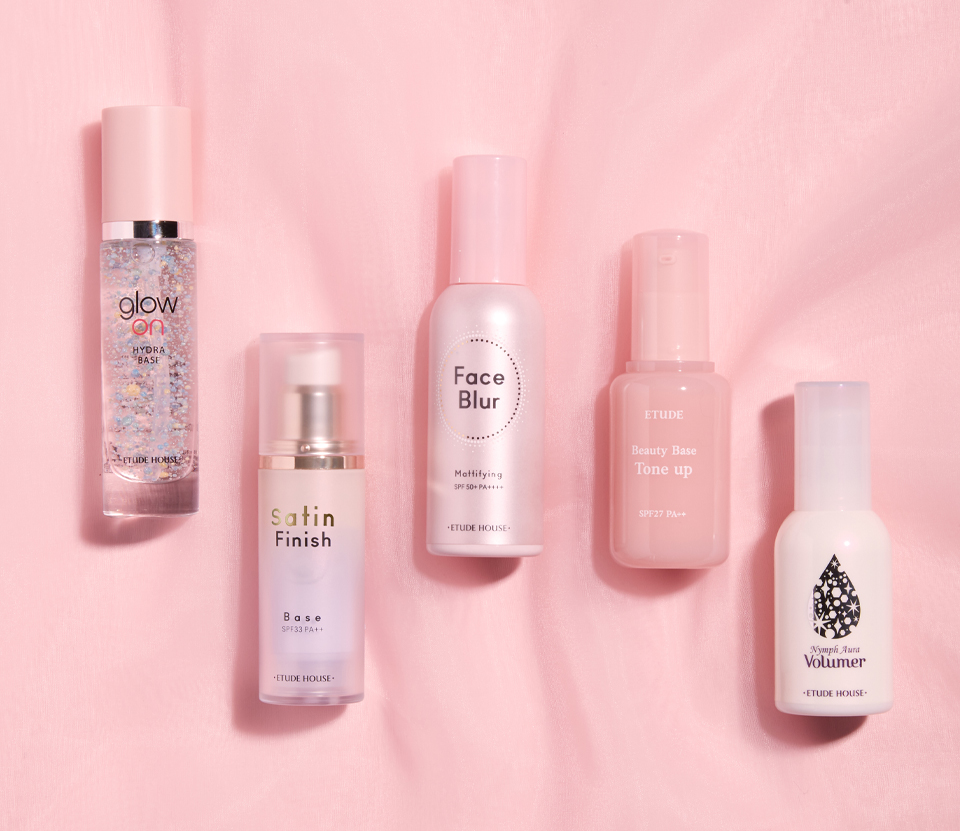 glow
on
HYDRA
BASE
·ETUDE HOUSE·
Satin
Finish
Base
SPF33 PA++
·ETUDE HOUSE·
Face
Blur
Mattifying
SPF 50+ PA++++
·ETUDE HOUSE·
ETUDE
Beauty Base
Tone up
SPF27 PA++
Nymph Aura
Volumer
·ETUDE HOUSE·